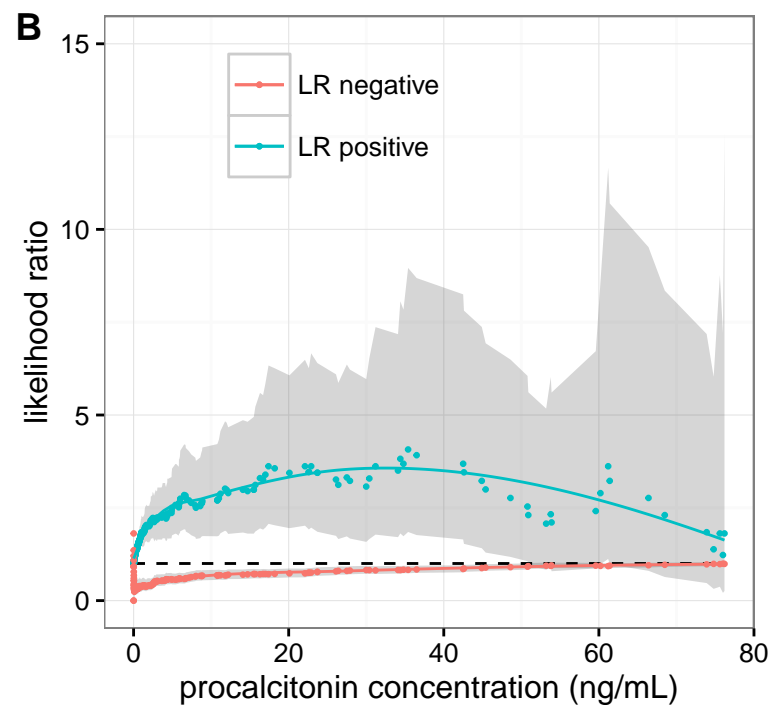 B
15
10
5
0
likelihood ratio
LR negative
LR positive
0 20 40 60 80
procalcitonin concentration (ng/mL)